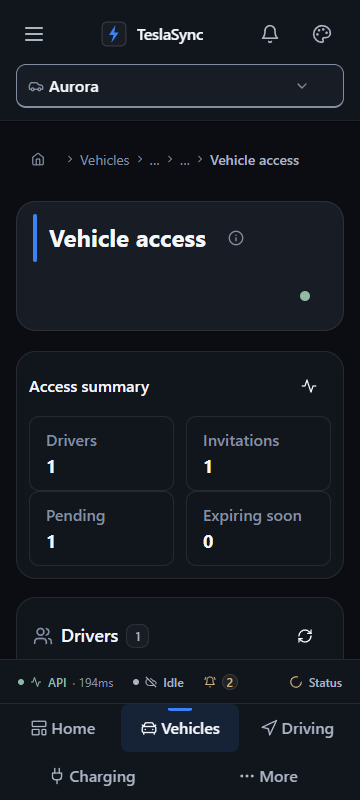 TeslaSync
Aurora
Vehicles ... ... Vehicle access
Vehicle access
Access summary
Drivers
1
Invitations
1
Pending
1
Expiring soon
0
Drivers 1
API · 194ms Idle 2 Status
Home Vehicles Driving
Charging More